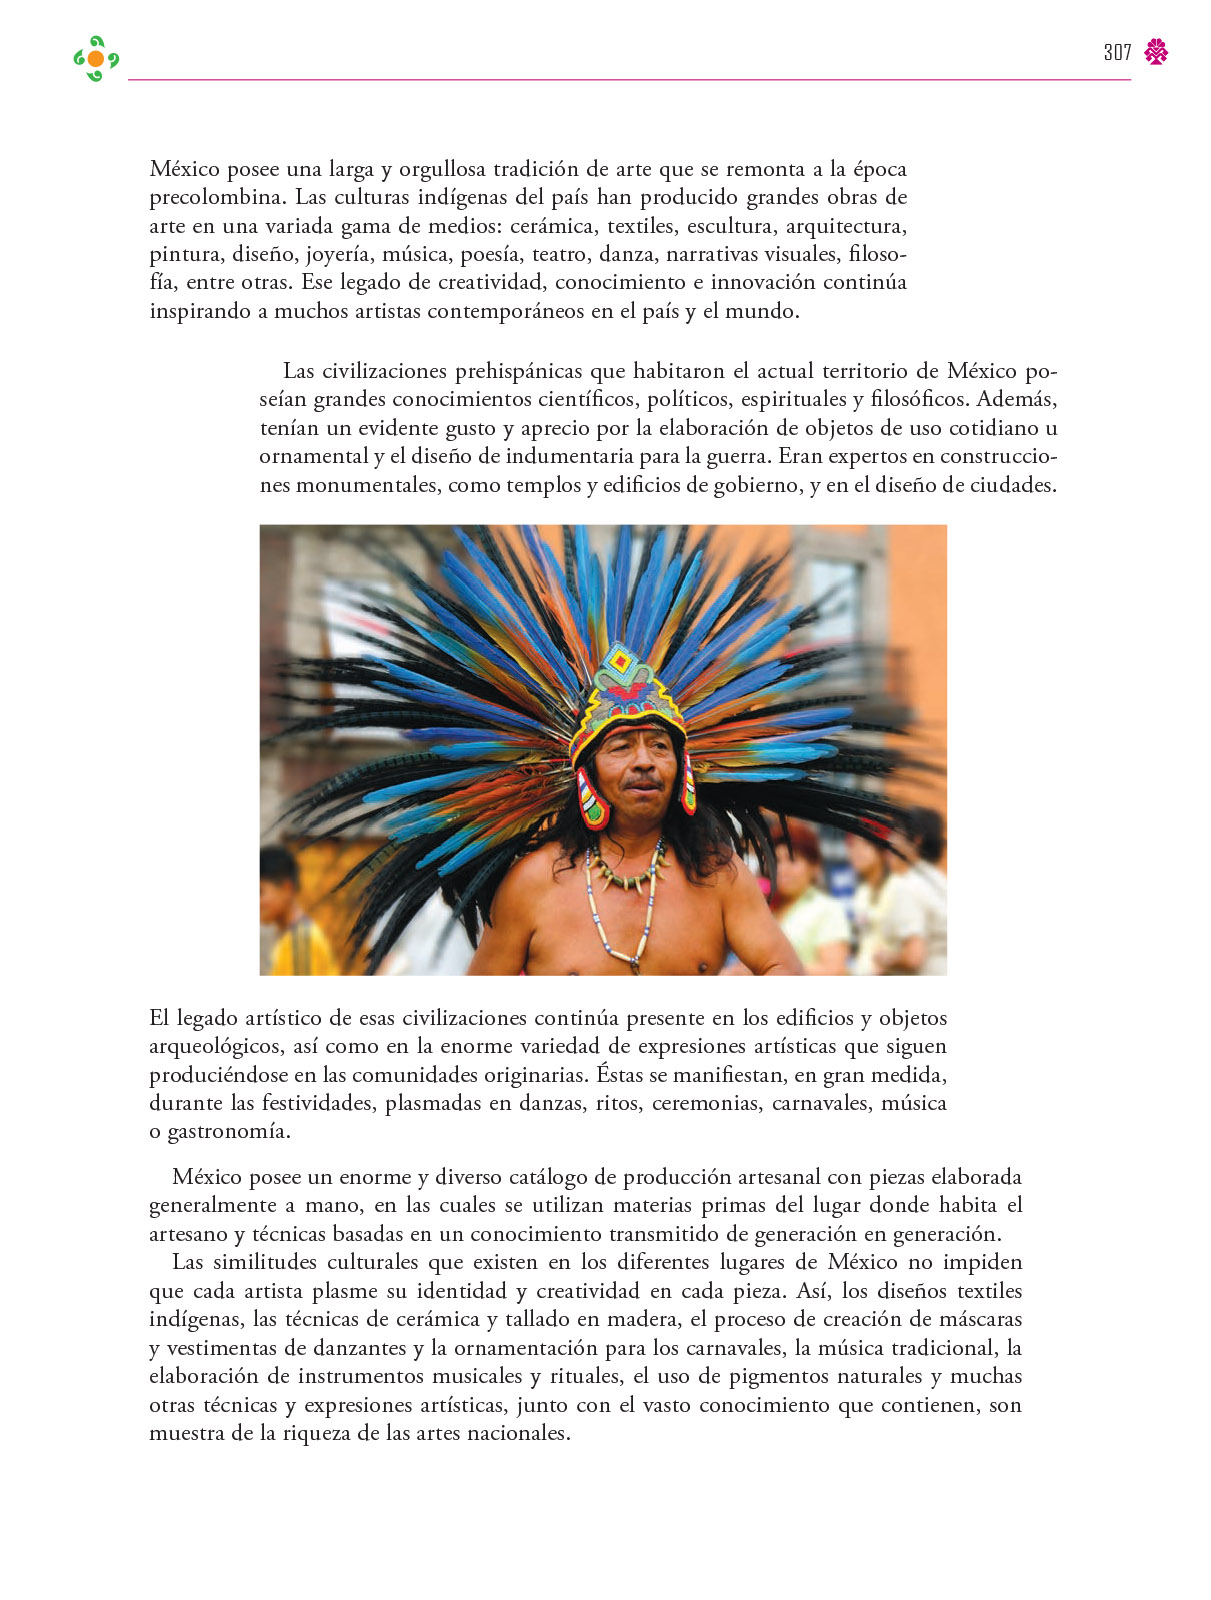 307
México posee una larga y orgullosa tradición de arte que se remonta a la época
precolombina. Las culturas indígenas del país han producido grandes obras de
arte en una variada gama de medios: cerámica, textiles, escultura, arquitectura,
pintura, diseño, joyería, música, poesía, teatro, danza, narrativas visuales, filoso-
fía, entre otras. Ese legado de creatividad, conocimiento e innovación continúa
inspirando a muchos artistas contemporáneos en el país y el mundo.
Las civilizaciones prehispánicas que habitaron el actual territorio de México po-
seían grandes conocimientos científicos, políticos, espirituales y filosóficos. Además,
tenían un evidente gusto y aprecio por la elaboración de objetos de uso cotidiano u
ornamental y el diseño de indumentaria para la guerra. Eran expertos en construccio-
nes monumentales, como templos y edificios de gobierno, y en el diseño de ciudades.
El legado artístico de esas civilizaciones continúa presente en los edificios y objetos
arqueológicos, así como en la enorme variedad de expresiones artísticas que siguen
produciéndose en las comunidades originarias. Éstas se manifiestan, en gran medida,
durante las festividades, plasmadas en danzas, ritos, ceremonias, carnavales, música
o gastronomía.
México posee un enorme y diverso catálogo de producción artesanal con piezas elaborada
generalmente a mano, en las cuales se utilizan materias primas del lugar donde habita el
artesano y técnicas basadas en un conocimiento transmitido de generación en generación.
Las similitudes culturales que existen en los diferentes lugares de México no impiden
que cada artista plasme su identidad y creatividad en cada pieza. Así, los diseños textiles
indígenas, las técnicas de cerámica y tallado en madera, el proceso de creación de máscaras
y vestimentas de danzantes y la ornamentación para los carnavales, la música tradicional, la
elaboración de instrumentos musicales y rituales, el uso de pigmentos naturales y muchas
otras técnicas y expresiones artísticas, junto con el vasto conocimiento que contienen, son
muestra de la riqueza de las artes nacionales.